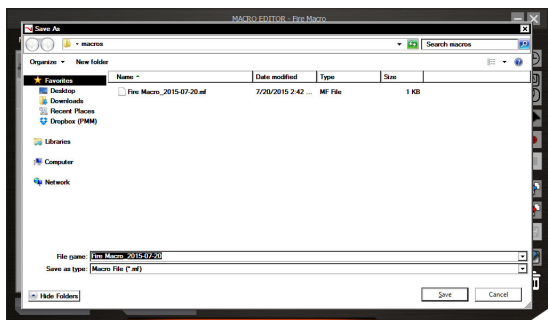 MACRO EDITOR - Fire Macro
Save As
macros
Search macros
Organize
New folder
Favorites
Desktop
Downloads
Recent Places
Dropbox (PMM)
Libraries
Computer
Network
Name
Date modified
Type
Size
Fire Macro_2015-07-20.mf
7/20/2015 2:42 ...
MF File
1 KB
File name: Fire Macro_2015-07-20
Save as type: Macro File (*.mf)
Hide Folders
Save
Cancel